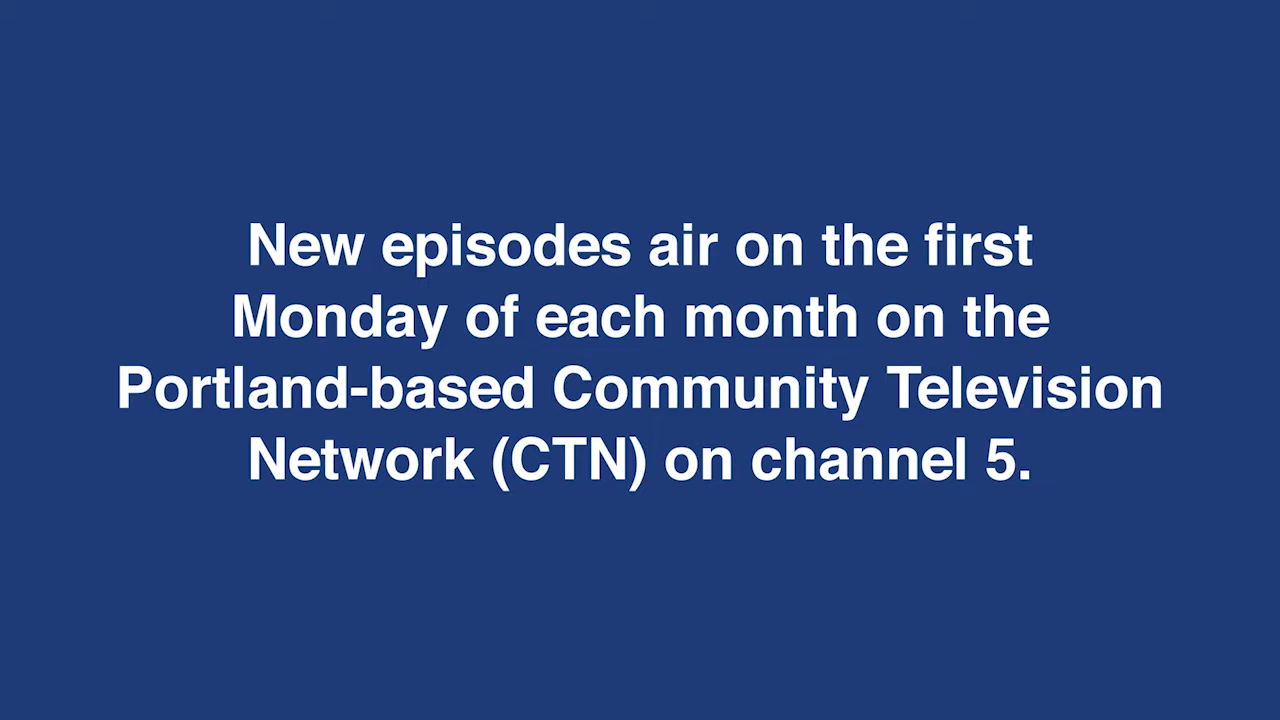 New episodes air on the first
Monday of each month on the
Portland-based Community Television
Network (CTN) on channel 5.